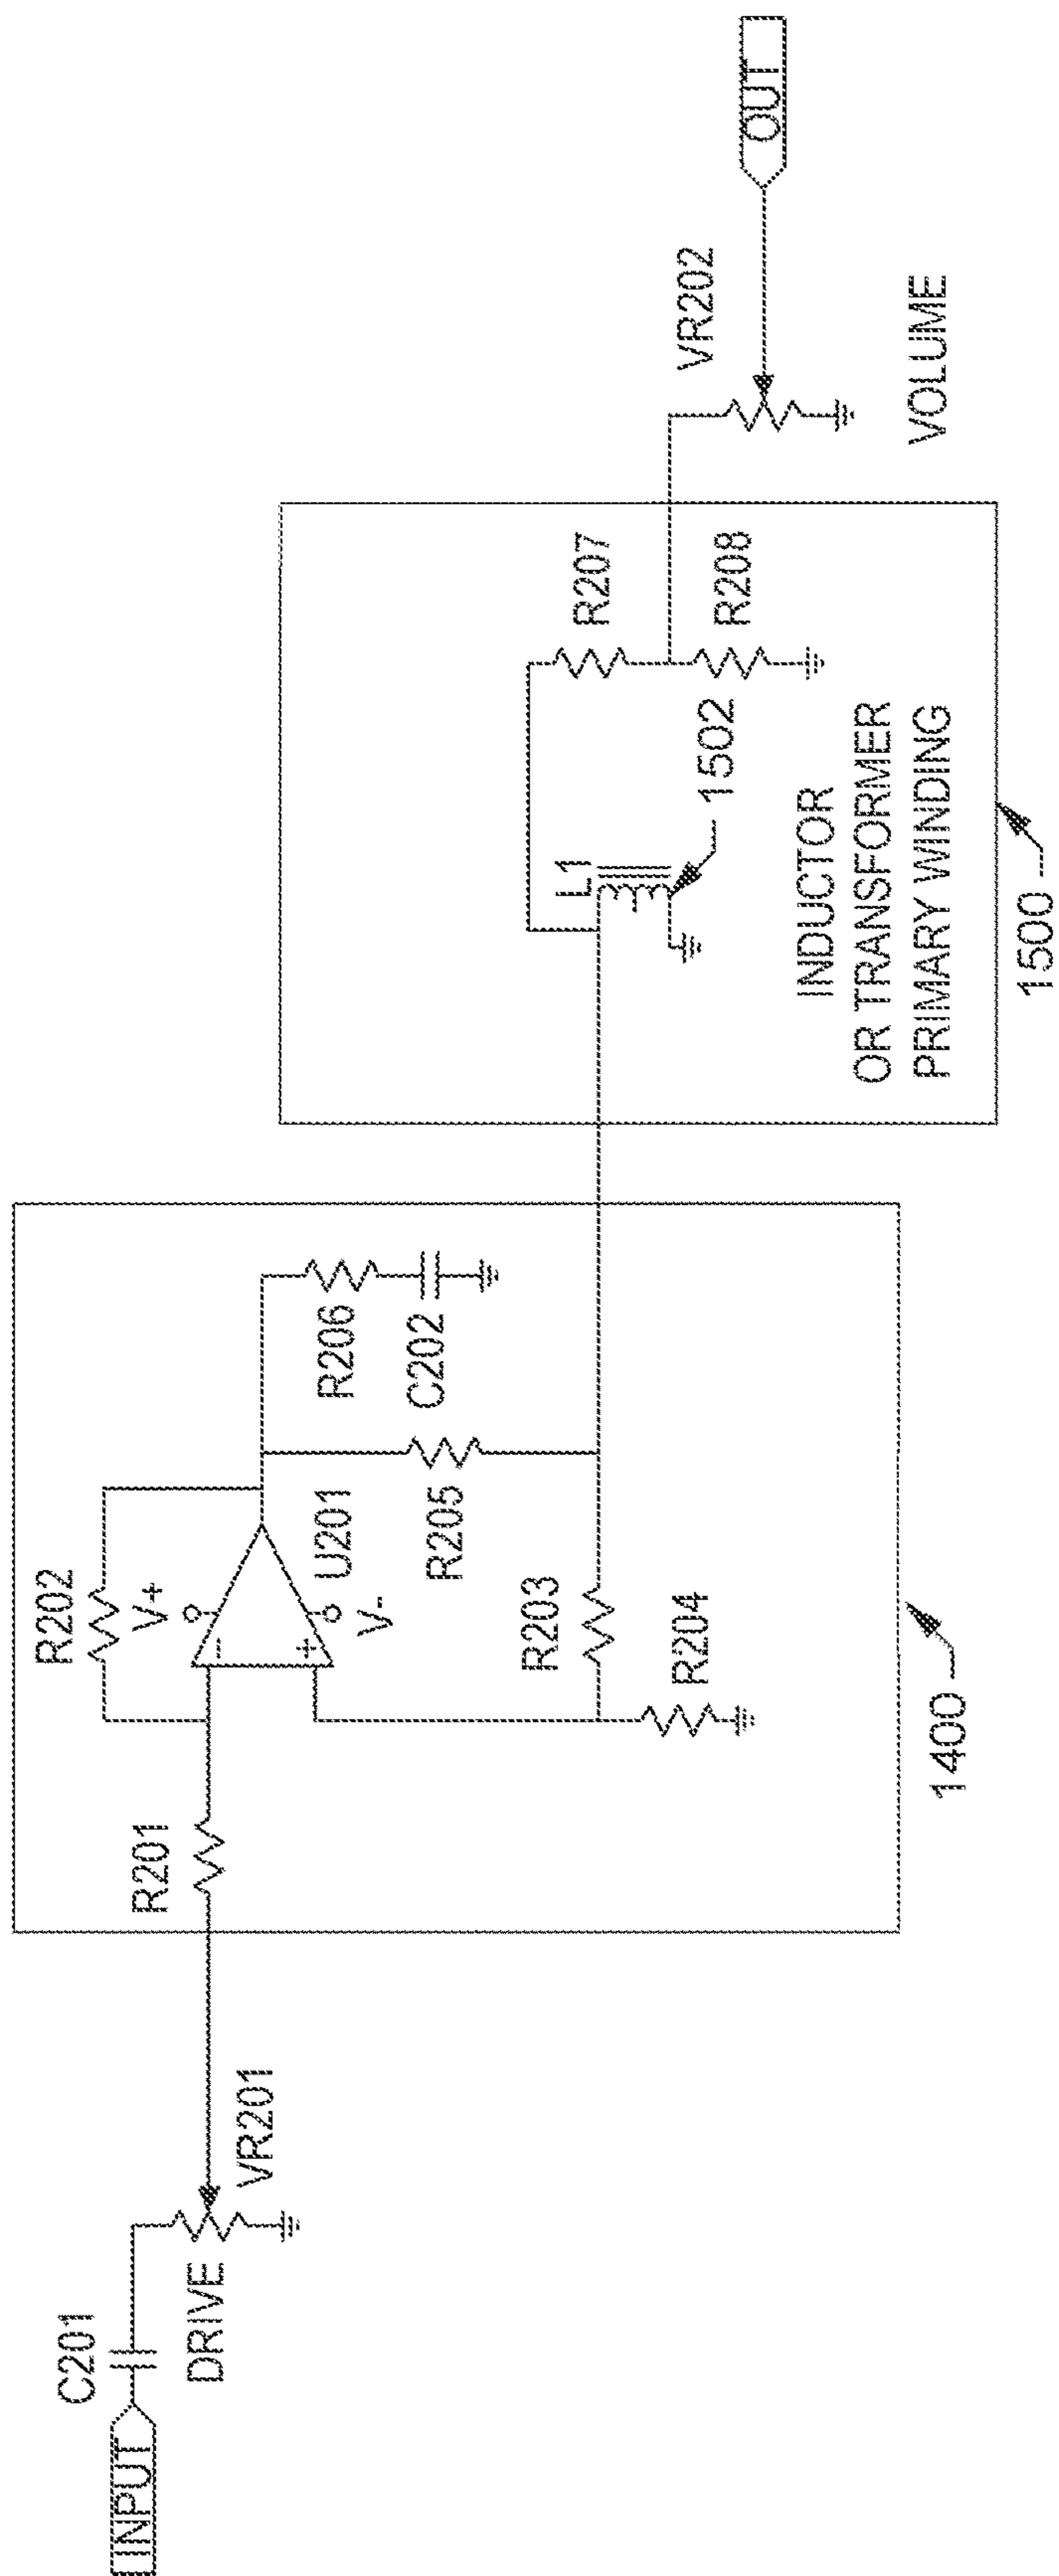 INPUT
C201
DRIVE
VR201
R201
R202
V+
-
+
U201
V-
R203
R204
R205
R206
C202
1400
L1
1502
R207
R208
INDUCTOR
OR TRANSFORMER
PRIMARY WINDING
1500
VR202
VOLUME
OUT